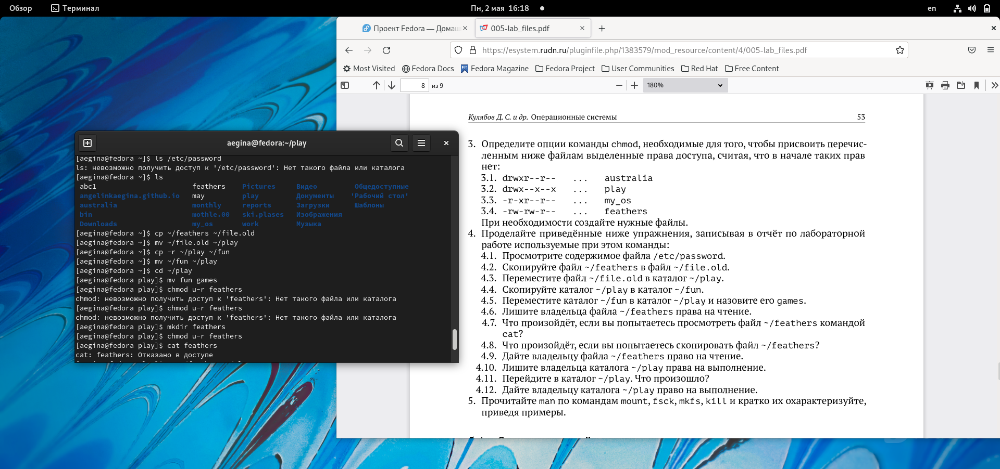 Обзор Терминал Пн, 2 мая 16:18 en
Проект Fedora — Домаш 005-lab_files.pdf
https://esystem.rudn.ru/pluginfile.php/1383579/mod_resource/content/4/005-lab_files.pdf
Most Visited Fedora Docs Fedora Magazine Fedora Project User Communities Red Hat Free Content
8 из 9 180%
Кулябов Д. С. и др. Операционные системы 53
3. Определите опции команды chmod, необходимые для того, чтобы присвоить перечис-
ленным ниже файлам выделенные права доступа, считая, что в начале таких прав
нет:
3.1. drwxr--r-- ... australia
3.2. drwx--x--x ... play
3.3. -r-xr--r-- ... my_os
3.4. -rw-rw-r-- ... feathers
При необходимости создайте нужные файлы.
4. Проделайте приведённые ниже упражнения, записывая в отчёт по лабораторной
работе используемые при этом команды:
4.1. Просмотрите содержимое файла /etc/password.
4.2. Скопируйте файл ~/feathers в файл ~/file.old.
4.3. Переместите файл ~/file.old в каталог ~/play.
4.4. Скопируйте каталог ~/play в каталог ~/fun.
4.5. Переместите каталог ~/fun в каталог ~/play и назовите его games.
4.6. Лишите владельца файла ~/feathers права на чтение.
4.7. Что произойдёт, если вы попытаетесь просмотреть файл ~/feathers командой
cat?
4.8. Что произойдёт, если вы попытаетесь скопировать файл ~/feathers?
4.9. Дайте владельцу файла ~/feathers право на чтение.
4.10. Лишите владельца каталога ~/play права на выполнение.
4.11. Перейдите в каталог ~/play. Что произошло?
4.12. Дайте владельцу каталога ~/play право на выполнение.
5. Прочитайте man по командам mount, fsck, mkfs, kill и кратко их охарактеризуйте,
приведя примеры.
aegina@fedora:~/play
[aegina@fedora ~]$ ls /etc/password
ls: невозможно получить доступ к '/etc/password': Нет такого файла или каталога
[aegina@fedora ~]$ ls
abc1 feathers Pictures Видео Общедоступные
angelinkaegina.github.io may play Документы 'Рабочий стол'
australia monthly reports Загрузки Шаблоны
bin mothle.00 ski.plases Изображения
Downloads my_os work Музыка
[aegina@fedora ~]$ cp ~/feathers ~/file.old
[aegina@fedora ~]$ mv ~/file.old ~/play
[aegina@fedora ~]$ cp -r ~/play ~/fun
[aegina@fedora ~]$ mv ~/fun ~/play
[aegina@fedora ~]$ cd ~/play
[aegina@fedora play]$ mv fun games
[aegina@fedora play]$ chmod u-r feathers
chmod: невозможно получить доступ к 'feathers': Нет такого файла или каталога
[aegina@fedora play]$ chmod u-r feathers
chmod: невозможно получить доступ к 'feathers': Нет такого файла или каталога
[aegina@fedora play]$ mkdir feathers
[aegina@fedora play]$ chmod u-r feathers
[aegina@fedora play]$ cat feathers
cat: feathers: Отказано в доступе